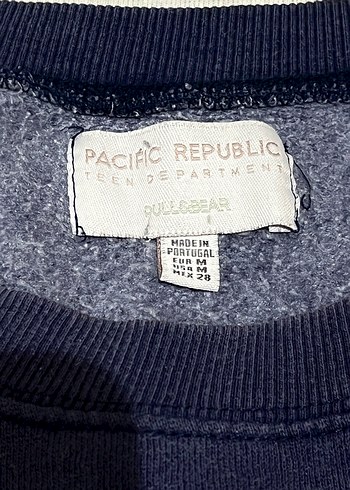 PACIFIC REPUBLIC
TEEN DEPARTMENT
PULL&BEAR
MADE IN
PORTUGAL
EUR M
USA M
MEX 28